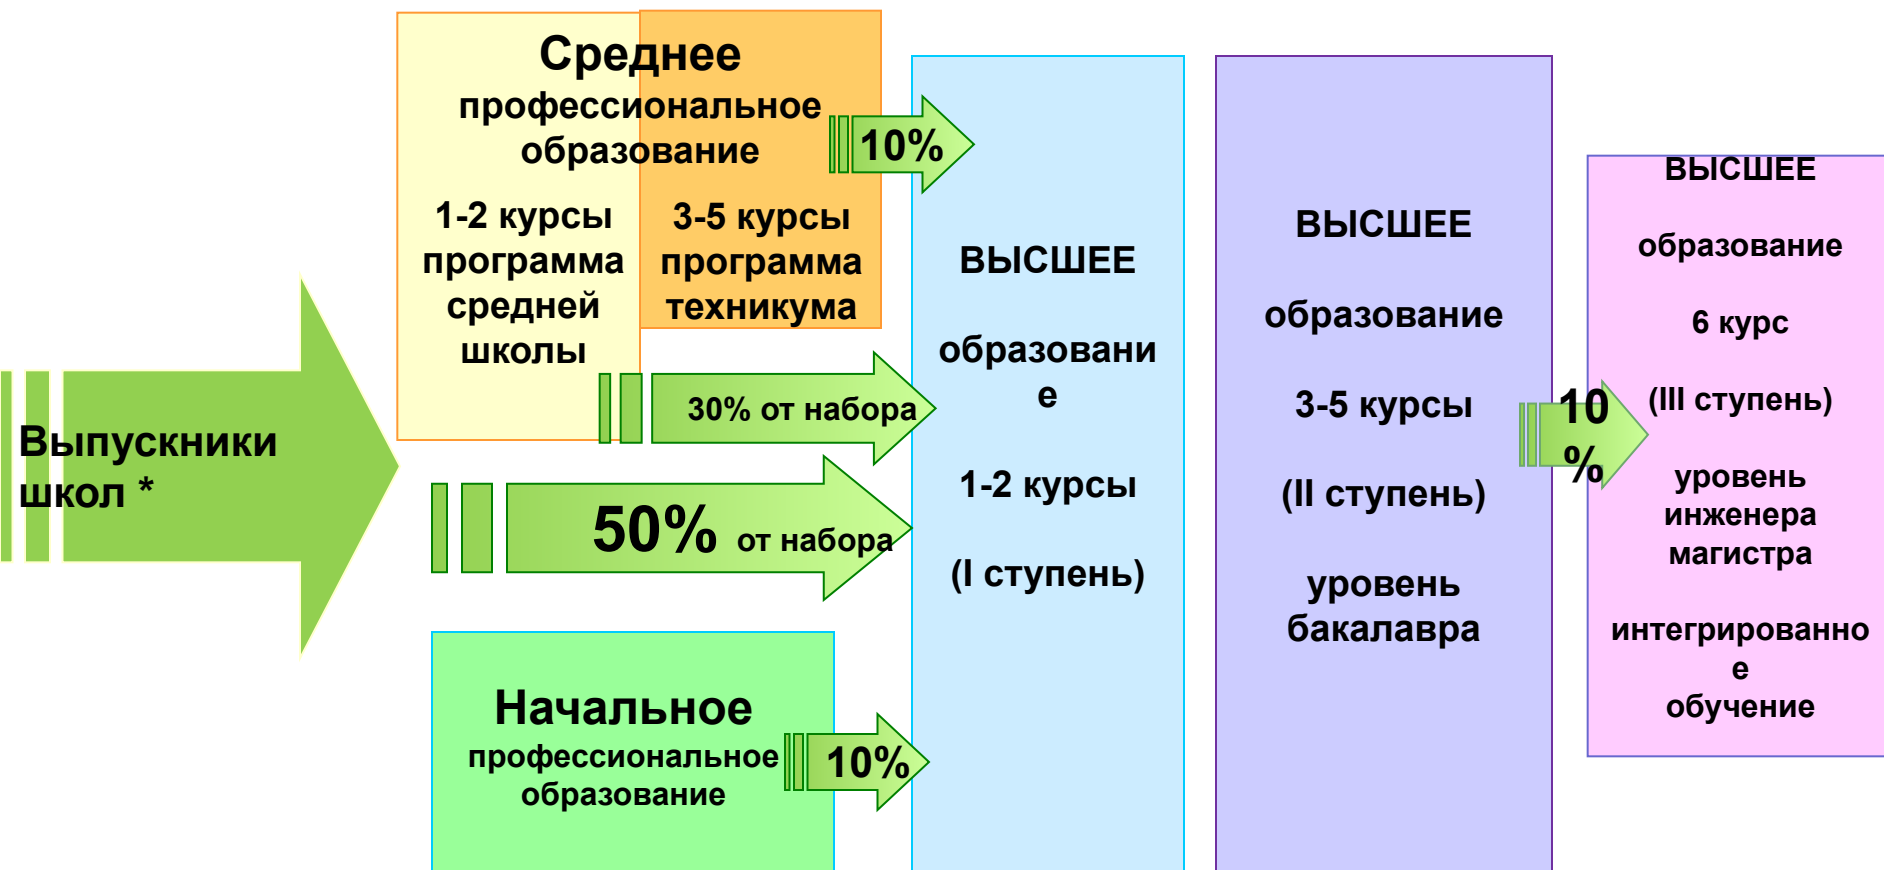 Среднее
профессиональное
образование
1-2 курсы
программа
средней
школы
3-5 курсы
программа
техникума
10%
30% от набора
Выпускники
школ *
50% от набора
Начальное
профессиональное
образование
10%
ВЫСШЕЕ
образовани
е
1-2 курсы
(I ступень)
ВЫСШЕЕ
образование
3-5 курсы
(II ступень)
уровень
бакалавра
10
%
ВЫСШЕЕ
образование
6 курс
(III ступень)
уровень
инженера
магистра
интегрированно
е
обучение